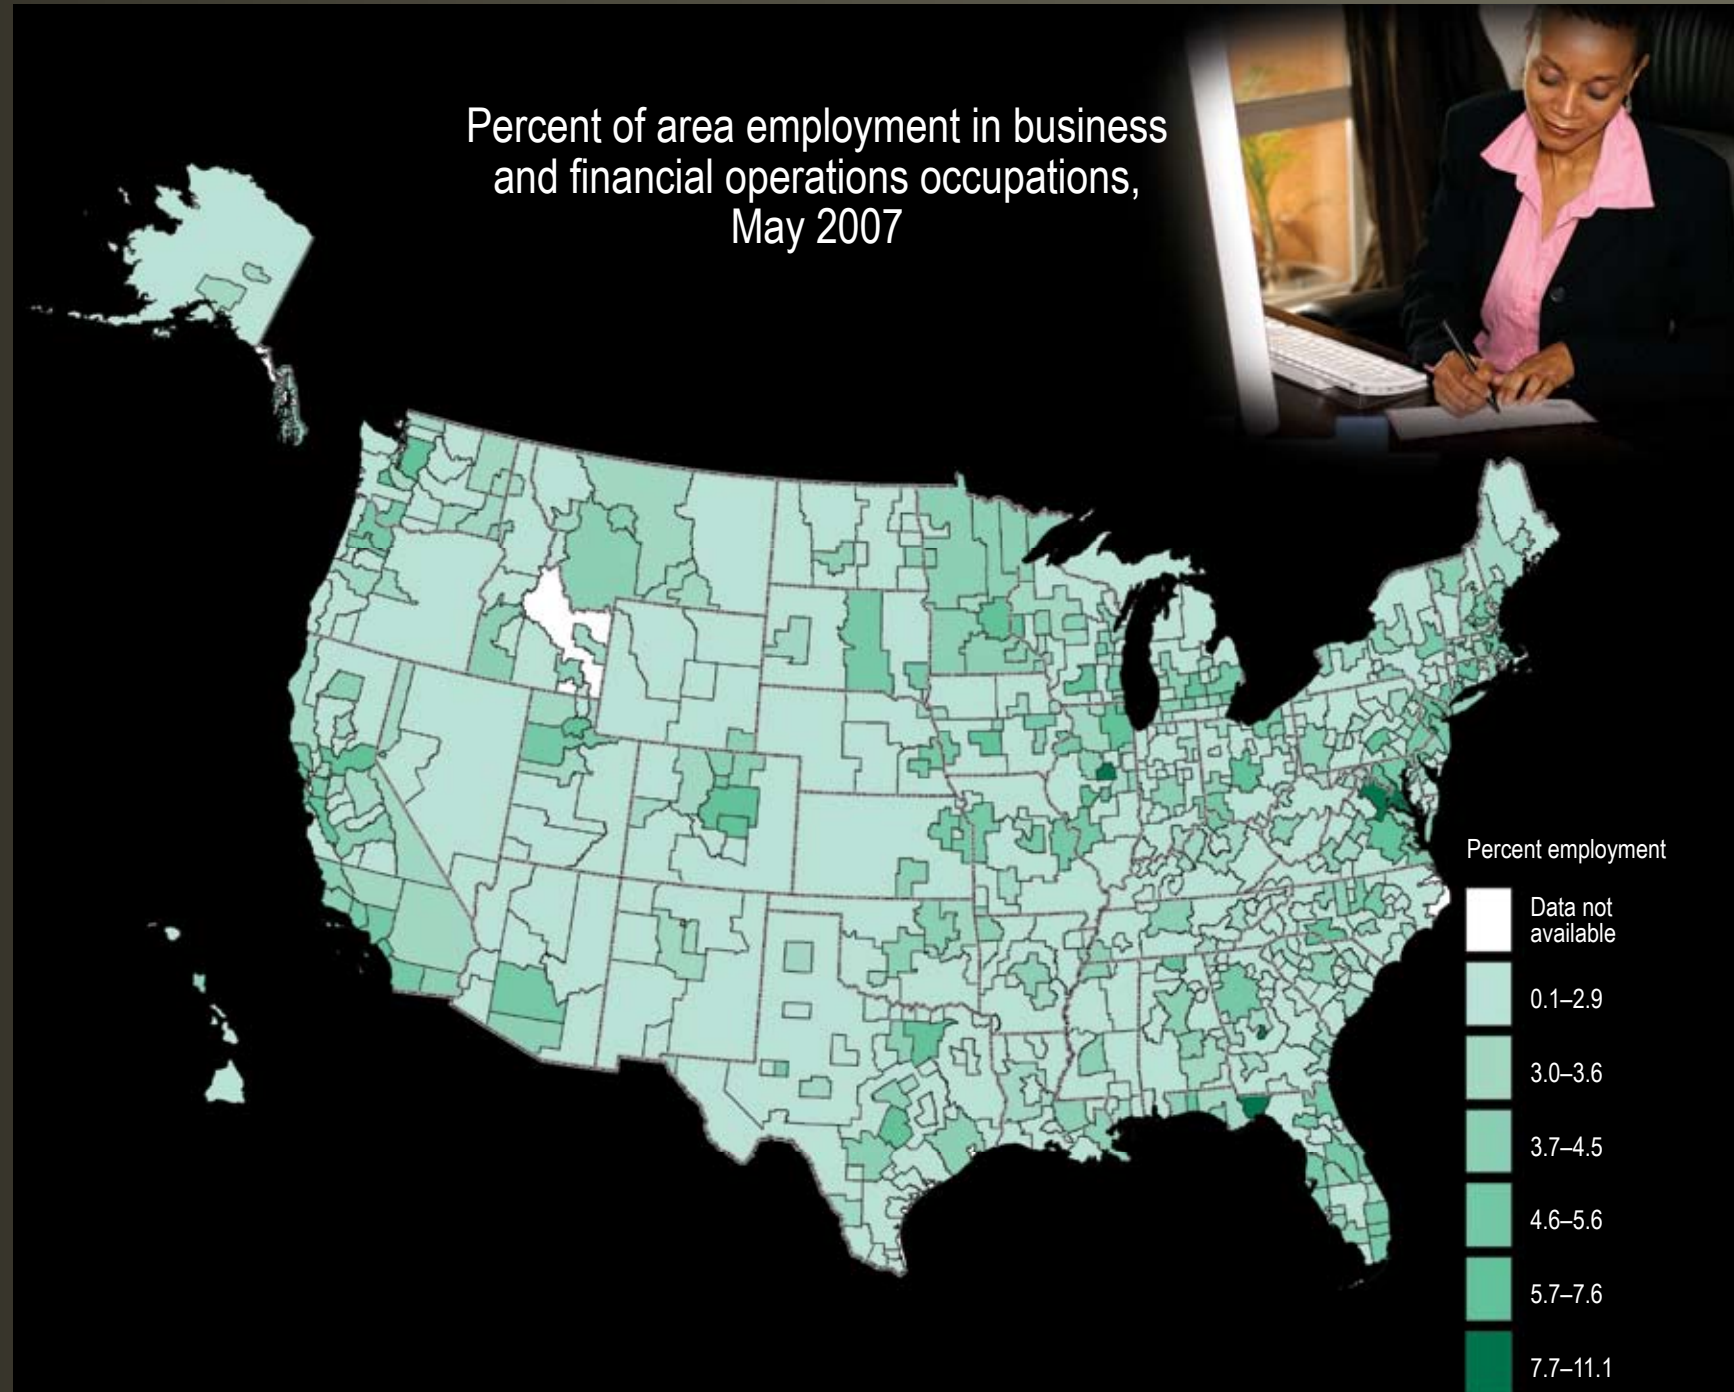 Percent of area employment in business
and financial operations occupations,
May 2007
Percent employment
Data not
available
0.1–2.9
3.0–3.6
3.7–4.5
4.6–5.6
5.7–7.6
7.7–11.1